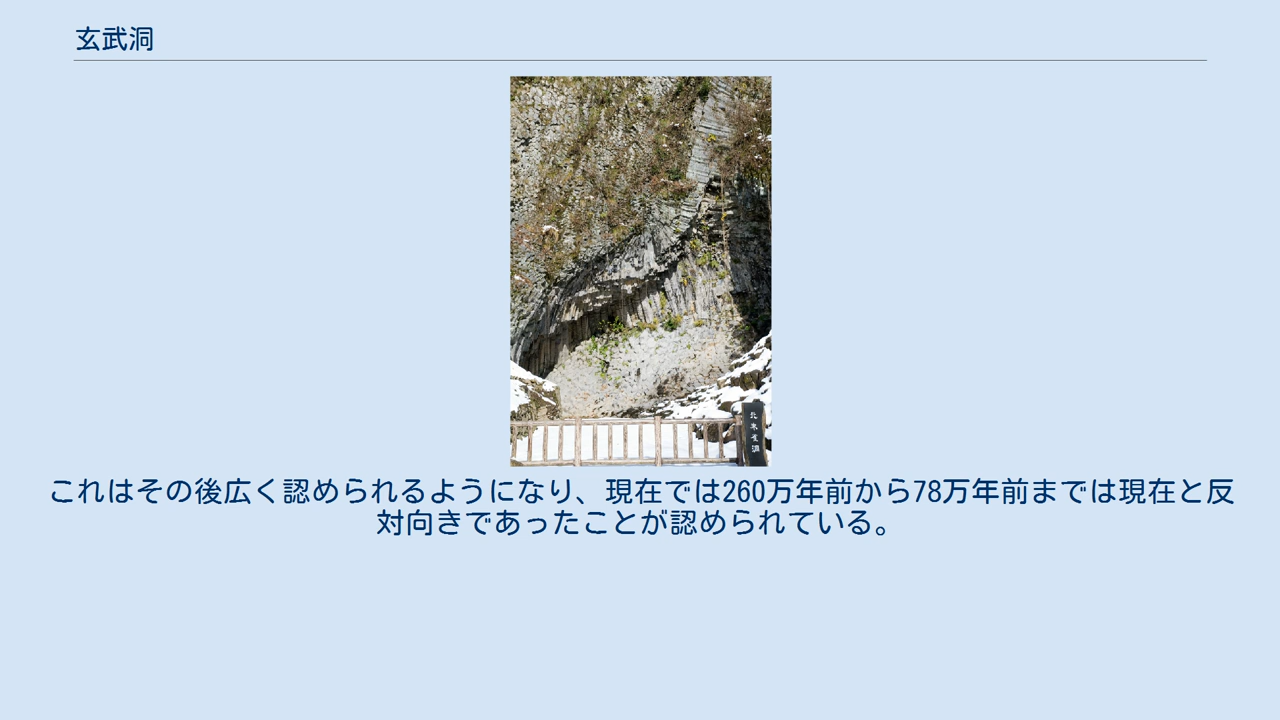 玄武洞
これはその後広く認められるようになり、現在では260万年前から78万年前までは現在と反
対向きであったことが認められている。